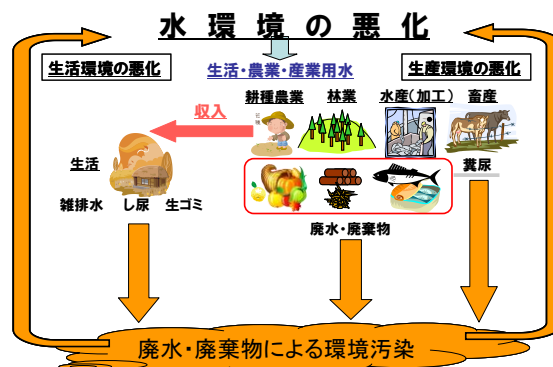 水環境の悪化
生活環境の悪化
生活・農業・産業用水
生産環境の悪化
耕種農業
林業
水産(加工)
畜産
収入
生活
糞尿
雑排水 し尿 生ゴミ
廃水・廃棄物
廃水・廃棄物による環境汚染